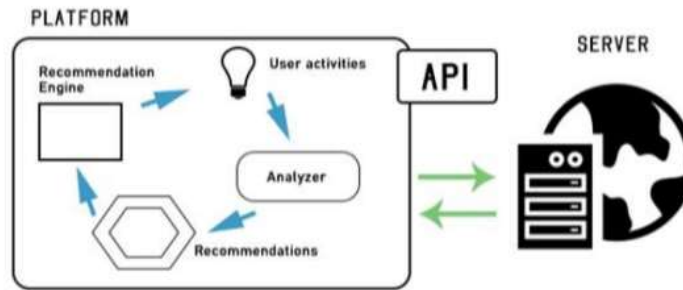 PLATFORM
SERVER
Recommendation
Engine
User activities
API
Analyzer
Recommendations